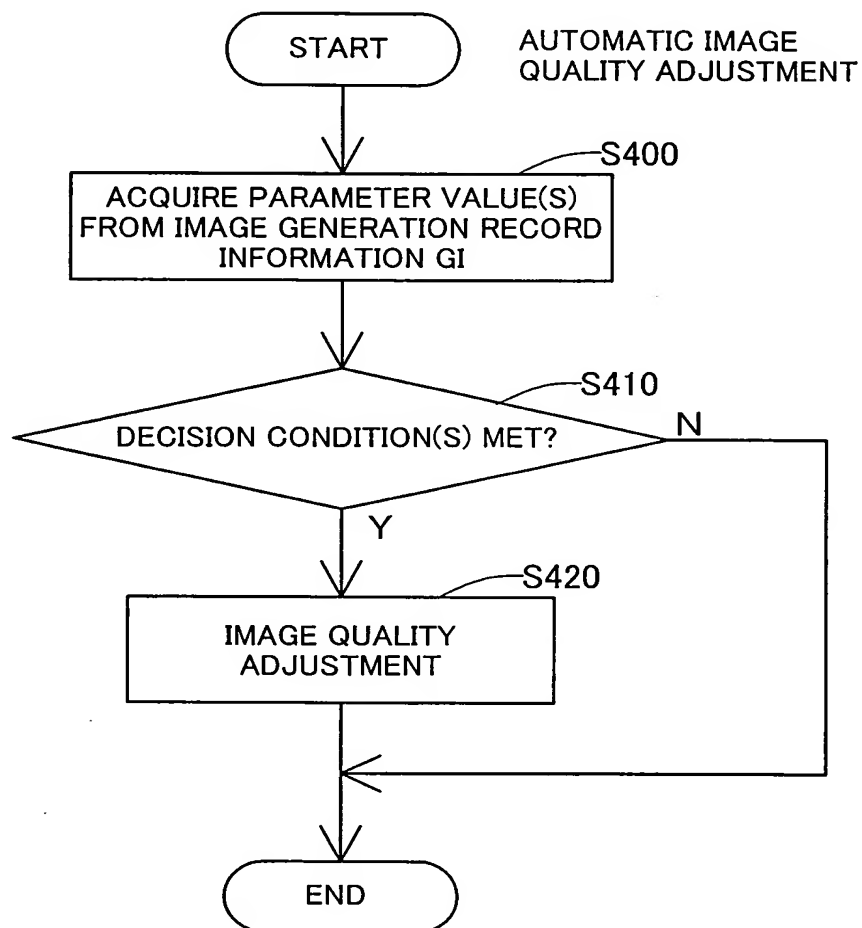 START
AUTOMATIC IMAGE
QUALITY ADJUSTMENT
S400
ACQUIRE PARAMETER VALUE(S)
FROM IMAGE GENERATION RECORD
INFORMATION GI
S410
DECISION CONDITION(S) MET?
N
Y
S420
IMAGE QUALITY
ADJUSTMENT
END